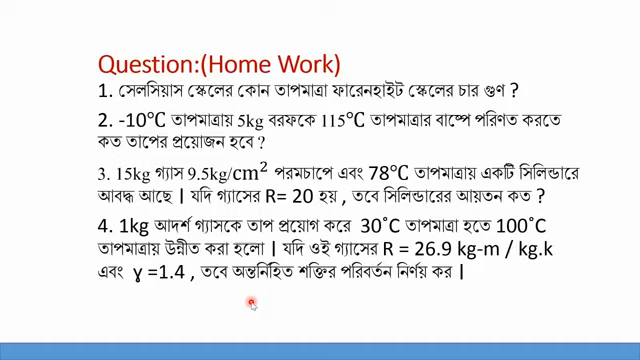 Question:(Home Work)
1. সেলসিয়াস স্কেলের কোন তাপমাত্রা ফারেনহাইট স্কেলের চার গুণ ?
2. -10℃ তাপমাত্রায় 5kg বরফকে 115℃ তাপমাত্রার বাষ্পে পরিণত করতে
কত তাপের প্রয়োজন হবে ?
3. 15kg গ্যাস 9.5kg/cm² পরমচাপে এবং 78℃ তাপমাত্রায় একটি সিলিন্ডারে
আবদ্ধ আছে | যদি গ্যাসের R= 20 হয় , তবে সিলিন্ডারের আয়তন কত ?
4. 1kg আদর্শ গ্যাসকে তাপ প্রয়োগ করে 30˚C তাপমাত্রা হতে 100˚C
তাপমাত্রায় উন্নীত করা হলো | যদি ওই গ্যাসের R = 26.9 kg-m / kg.k
এবং ɣ =1.4 , তবে অন্তর্নিহিত শক্তির পরিবর্তন নির্ণয় কর |